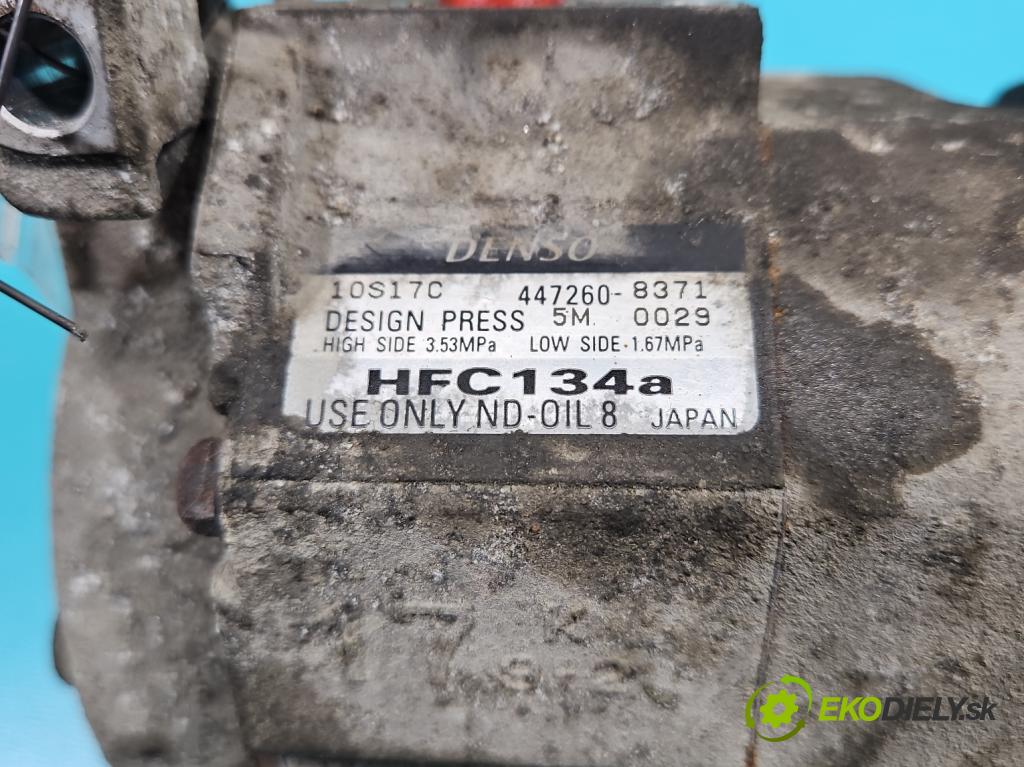 DENSO
10S17C 447260-8371
DESIGN PRESS 5M 0029
HIGH SIDE 3.53MPa LOW SIDE 1.67MPa
HFC134a
USE ONLY ND-OIL 8 JAPAN
EKODIELY.sk